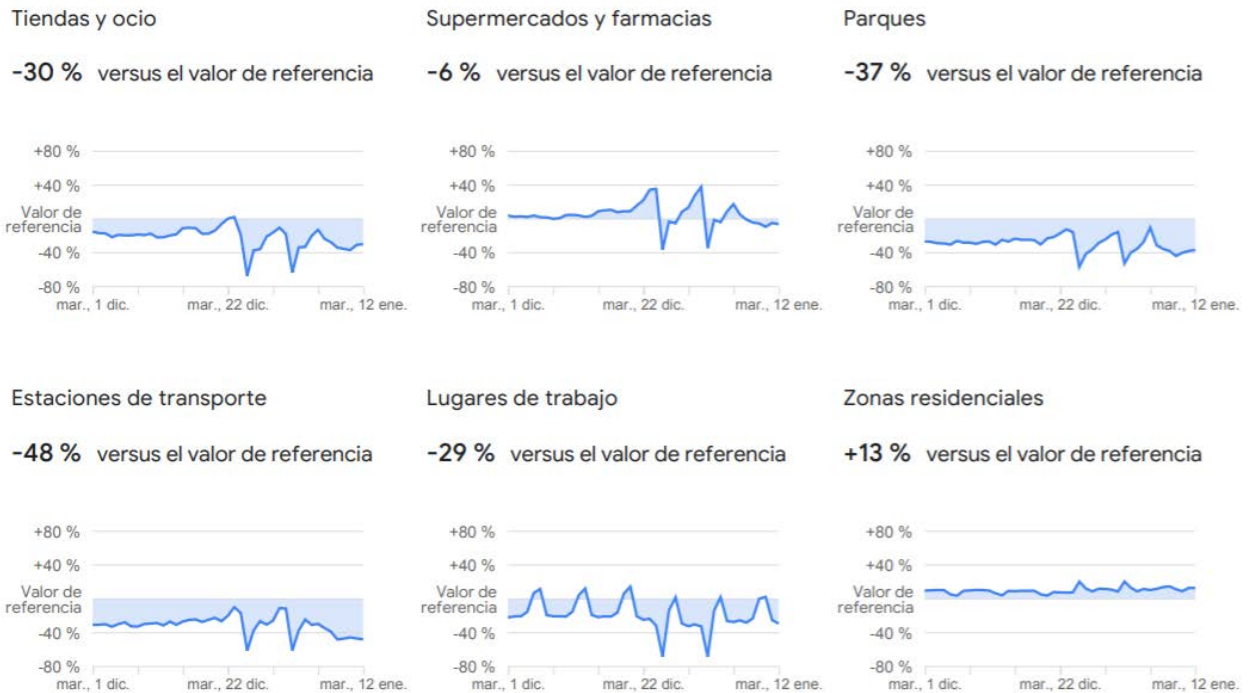 Tiendas y ocio
-30 % versus el valor de referencia
+80 %
+40 %
Valor de
referencia
-40 %
-80 %
mar., 1 dic.
mar., 22 dic.
mar., 12 ene.
Supermercados y farmacias
-6 % versus el valor de referencia
+80 %
+40 %
Valor de
referencia
-40 %
-80 %
mar., 1 dic.
mar., 22 dic.
mar., 12 ene.
Parques
-37 % versus el valor de referencia
+80 %
+40 %
Valor de
referencia
-40 %
-80 %
mar., 1 dic.
mar., 22 dic.
mar., 12 ene.
Estaciones de transporte
-48 % versus el valor de referencia
+80 %
+40 %
Valor de
referencia
-40 %
-80 %
mar., 1 dic.
mar., 22 dic.
mar., 12 ene.
Lugares de trabajo
-29 % versus el valor de referencia
+80 %
+40 %
Valor de
referencia
-40 %
-80 %
mar., 1 dic.
mar., 22 dic.
mar., 12 ene.
Zonas residenciales
+13 % versus el valor de referencia
+80 %
+40 %
Valor de
referencia
-40 %
-80 %
mar., 1 dic.
mar., 22 dic.
mar., 12 ene.